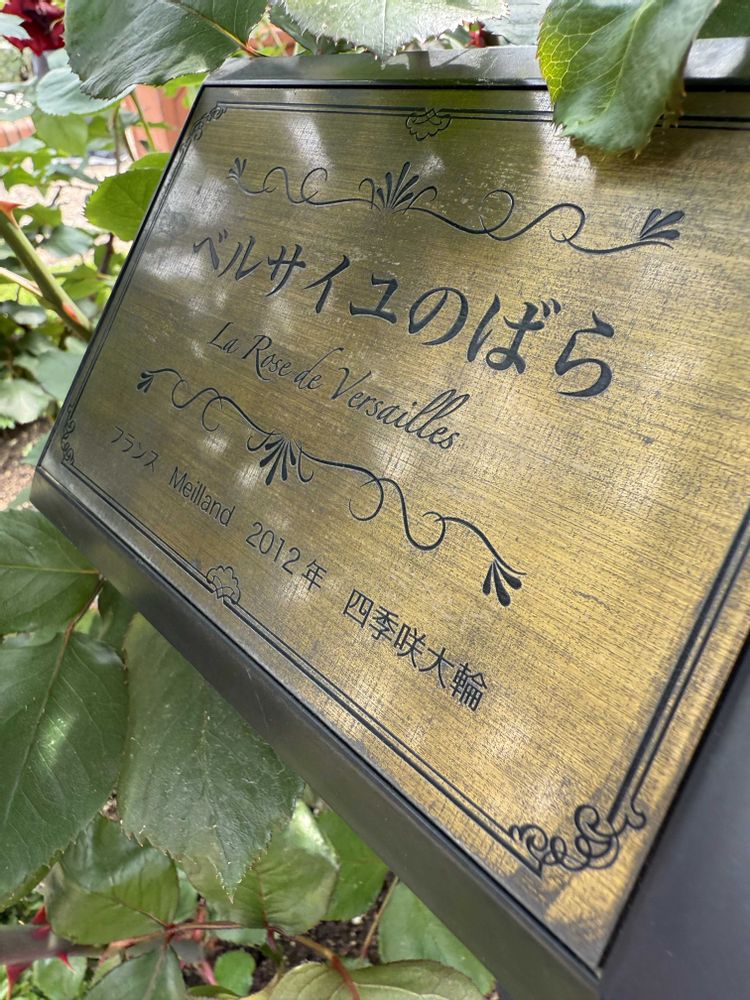 ベルサイユのばら
La Rose de Versailles
フランス Meilland 2012年 四季咲大輪